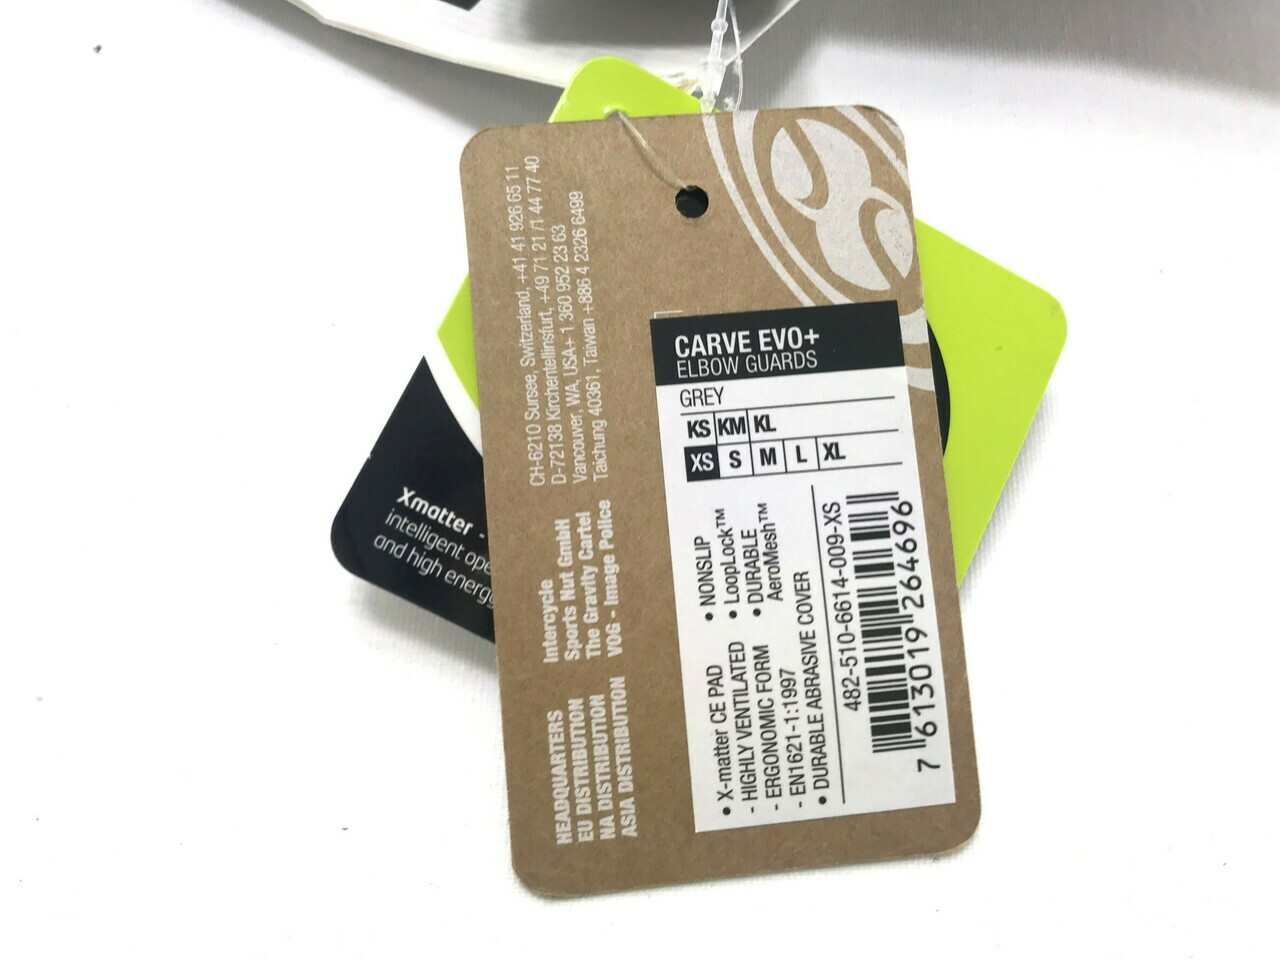 CARVE EVO+
ELBOW GUARDS
GREY
KS KM KL
XS S M L XL
• X-matter CE PAD
- HIGHLY VENTILATED
- ERGONOMIC FORM
- EN1621-1:1997
• DURABLE ABRASIVE COVER
• NONSLIP
• LoopLock™
• DURABLE
AeroMesh™
482-510-6614-009-XS
7 613019 264696
HEADQUARTERS Intercycle CH-6210 Sursee, Switzerland, +41 41 926 65 11
EU DISTRIBUTION Sports Nut GmbH D-72138 Kirchentellinsfurt, +49 71 21 /1 44 77 40
NA DISTRIBUTION The Gravity Cartel Vancouver, WA, USA+ 1 360 952 23 63
ASIA DISTRIBUTION VOG - Image Police Taichung 40361, Taiwan +886 4 2326 6499
Xmatter -
intelligent
and high energy